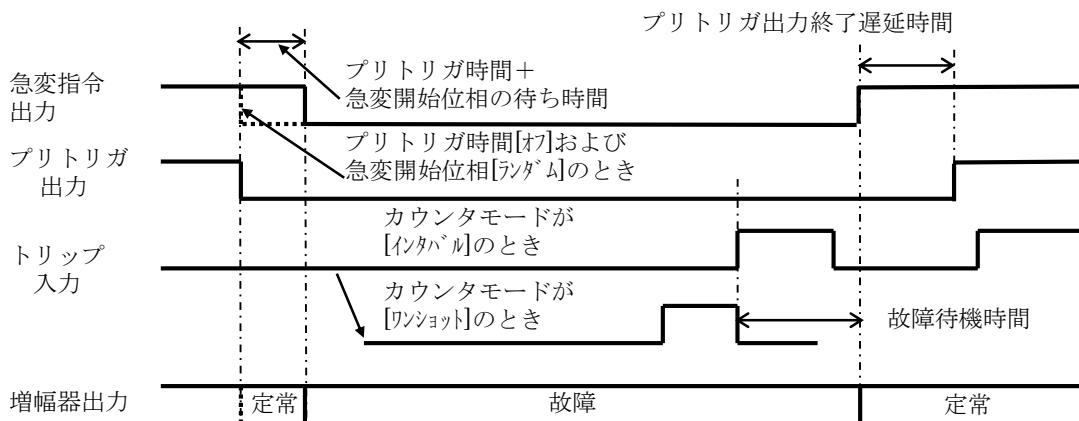 プリトリガ出力終了遅延時間
急変指令
出力
プリトリガ時間+
急変開始位相の待ち時間
プリトリガ時間[ｵﾌ]および
急変開始位相[ﾗﾝﾀﾞﾑ]のとき
プリトリガ
出力
カウンタモードが
[ｲﾝﾀﾊﾞﾙ]のとき
トリップ
入力
カウンタモードが
[ﾜﾝｼｮｯﾄ]のとき
故障待機時間
増幅器出力
定常
故障
定常